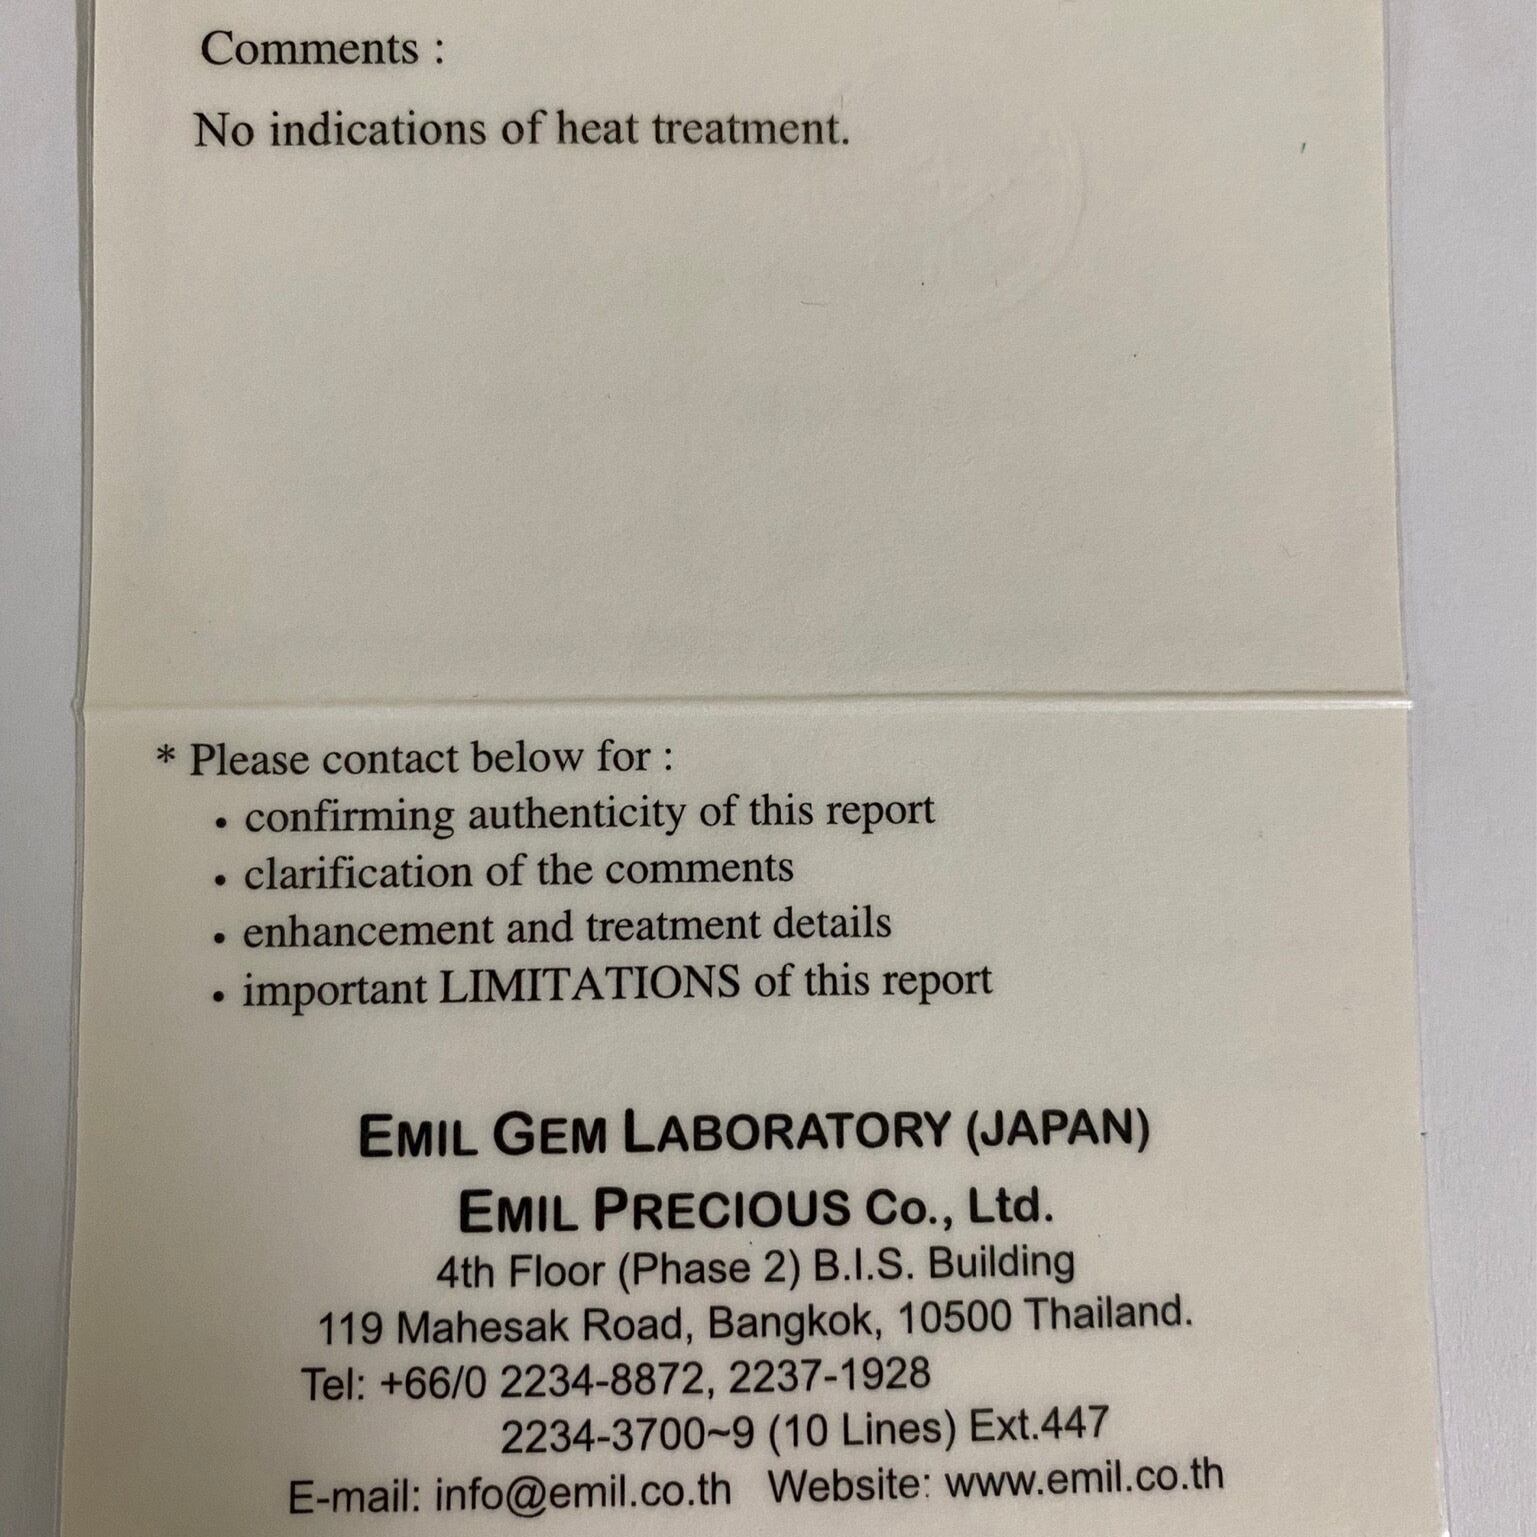 Comments :
No indications of heat treatment.
* Please contact below for :
• confirming authenticity of this report
• clarification of the comments
• enhancement and treatment details
• important LIMITATIONS of this report
EMIL GEM LABORATORY (JAPAN)
EMIL PRECIOUS Co., Ltd.
4th Floor (Phase 2) B.I.S. Building
119 Mahesak Road, Bangkok, 10500 Thailand.
Tel: +66/0 2234-8872, 2237-1928
2234-3700~9 (10 Lines) Ext.447
E-mail: info@emil.co.th Website: www.emil.co.th